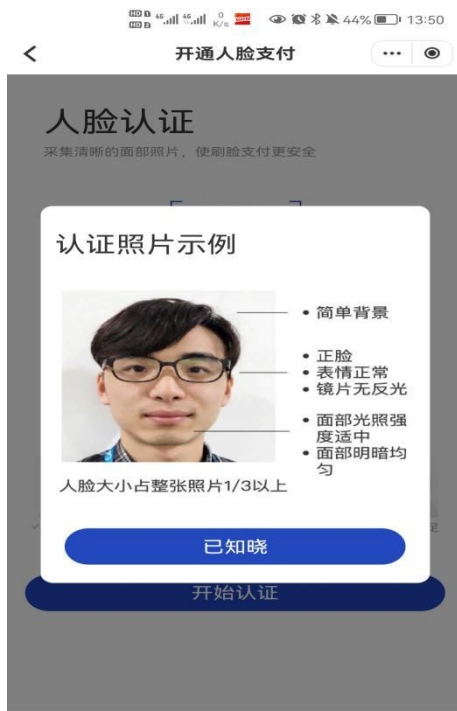 HD 46 46 0 K/s 44% 13:50
开通人脸支付
人脸认证
采集清晰的面部照片，使刷脸支付更安全
认证照片示例
• 简单背景
• 正脸
• 表情正常
• 镜片无反光
• 面部光照强
度适中
• 面部明暗均
匀
人脸大小占整张照片1/3以上
已知晓
开始认证